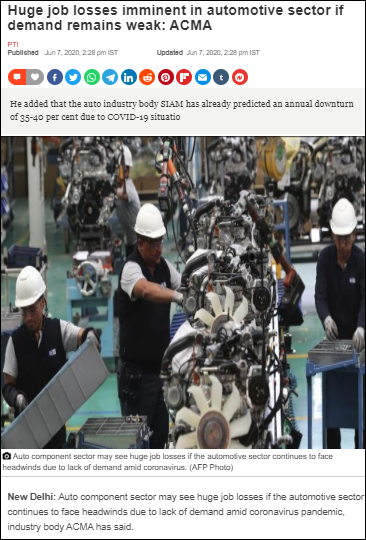 Huge job losses imminent in automotive sector if
demand remains weak: ACMA
PTI
Published Jun 7, 2020, 2:28 pm IST Updated Jun 7, 2020, 2:28 pm IST
He added that the auto industry body SIAM has already predicted an annual downturn
of 35-40 per cent due to COVID-19 situatio
Auto component sector may see huge job losses if the automotive sector continues to face
headwinds due to lack of demand amid coronavirus. (AFP Photo)
New Delhi: Auto component sector may see huge job losses if the automotive sector
continues to face headwinds due to lack of demand amid coronavirus pandemic,
industry body ACMA has said.